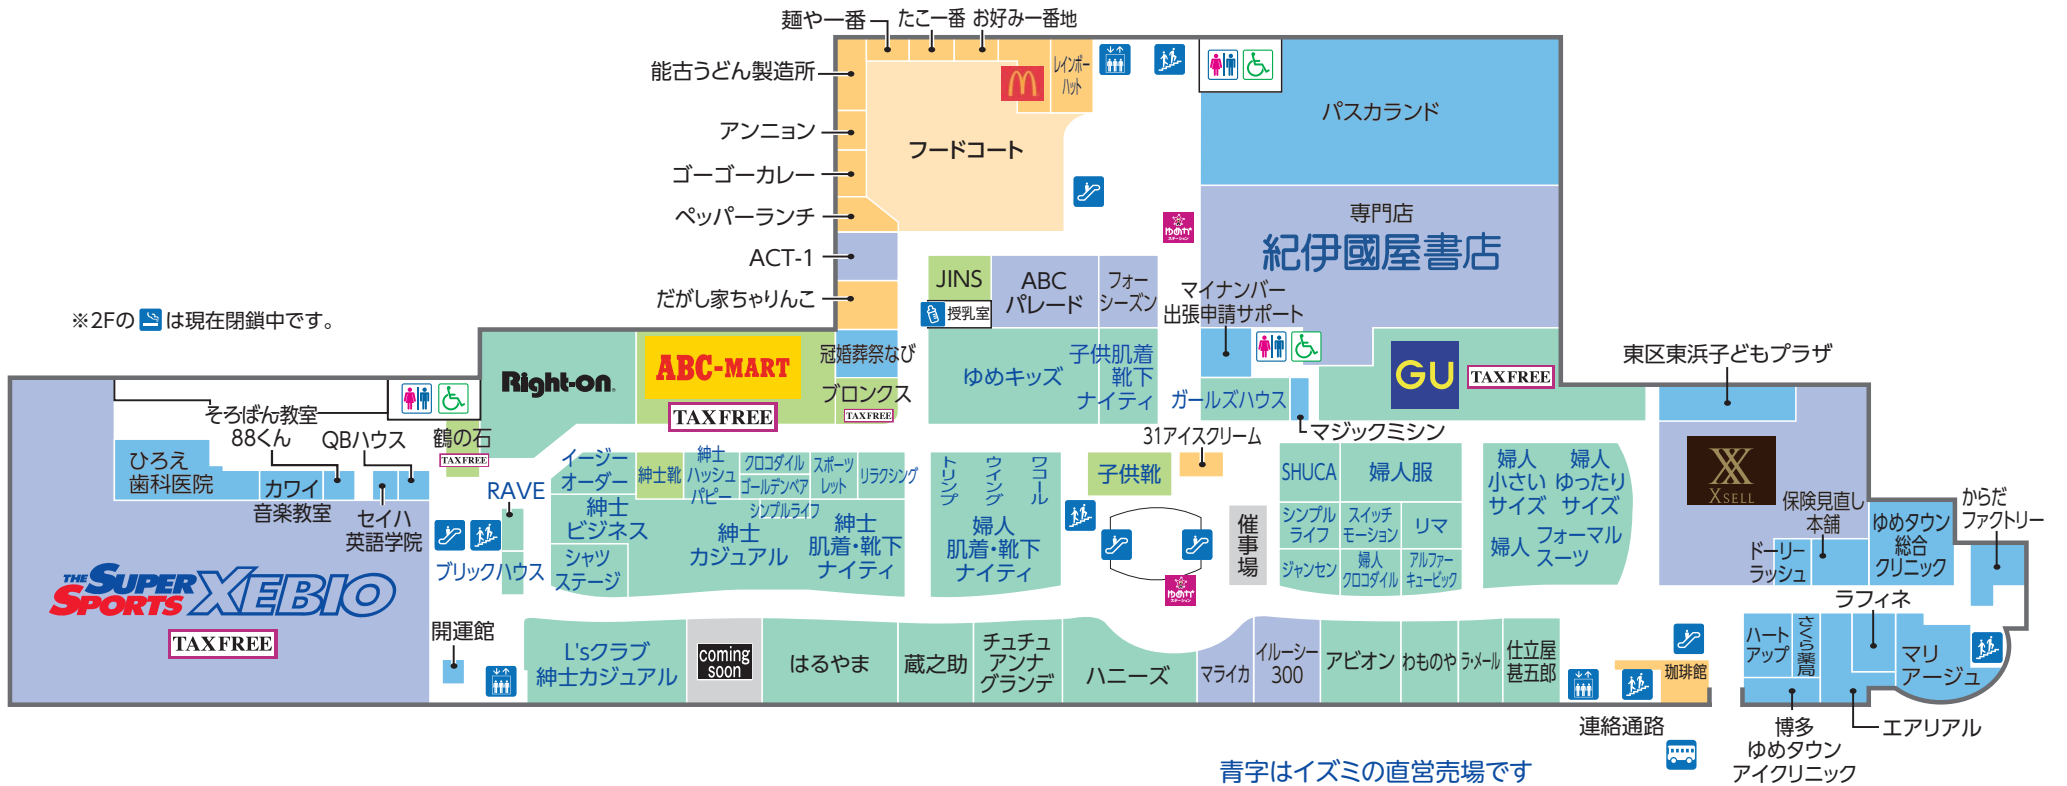 麺や一番
たこ一番
お好み一番地
能古うどん製造所
アンニョン
ゴーゴーカレー
ペッパーランチ
ACT-1
だがし家ちゃりんこ
レインボー
ハット
フードコート
パスカランド
専門店
紀伊國屋書店
ゆめか
ステーション
JINS
授乳室
ABC
パレード
フォー
シーズン
マイナンバー
出張申請サポート
※2Fの は現在閉鎖中です。
Right-on
ABC-MART
TAX FREE
冠婚葬祭なび
ブロンクス
TAX FREE
ゆめキッズ
子供肌着
靴下
ナイティ
ガールズハウス
マジックミシン
GU
TAX FREE
東区東浜子どもプラザ
そろばん教室
88くん
QBハウス
鶴の石
TAX FREE
ひろえ
歯科医院
カワイ
音楽教室
セイハ
英語学院
RAVE
ブリックハウス
イージー
オーダー
紳士靴
紳士
ハッシュ
パピー
クロコダイル
ゴールデンベア
シンプルライフ
スポーツ
レット
リラクシング
紳士
ビジネス
シャツ
ステージ
紳士
カジュアル
紳士
肌着・靴下
ナイティ
トリンプ
ウイング
ワコール
婦人
肌着・靴下
ナイティ
子供靴
31アイスクリーム
ゆめか
ステーション
催事場
SHUCA
婦人服
シンプル
ライフ
スイッチ
モーション
リマ
ジャンセン
婦人
クロコダイル
アルファー
キュービック
婦人
小さい
サイズ
婦人
ゆったり
サイズ
婦人
フォーマル
スーツ
XSELL
保険見直し
本舗
ドーリー
ラッシュ
ゆめタウン
総合
クリニック
からだ
ファクトリー
THE SUPER SPORTS XEBIO
TAX FREE
開運館
L'sクラブ
紳士カジュアル
coming
soon
はるやま
蔵之助
チュチュ
アンナ
グランデ
ハニーズ
マライカ
イルーシー
300
アビオン
わものや
ラ・メール
仕立屋
甚五郎
珈琲館
連絡通路
ハート
アップ
さくら薬局
ラフィネ
マリ
アージュ
博多
ゆめタウン
アイクリニック
エアリアル
青字はイズミの直営売場です